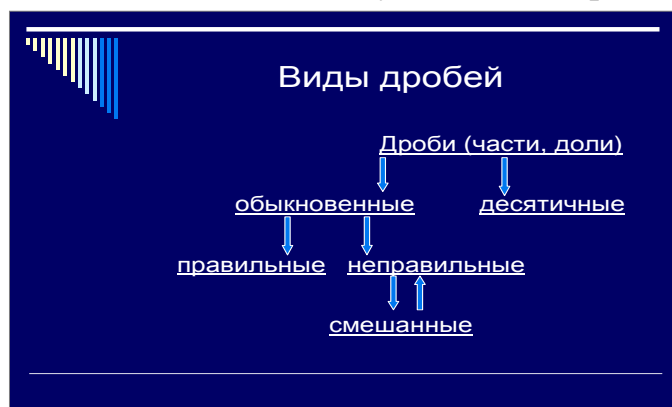 Виды дробей
Дроби (части, доли)
обыкновенные десятичные
правильные неправильные
смешанные